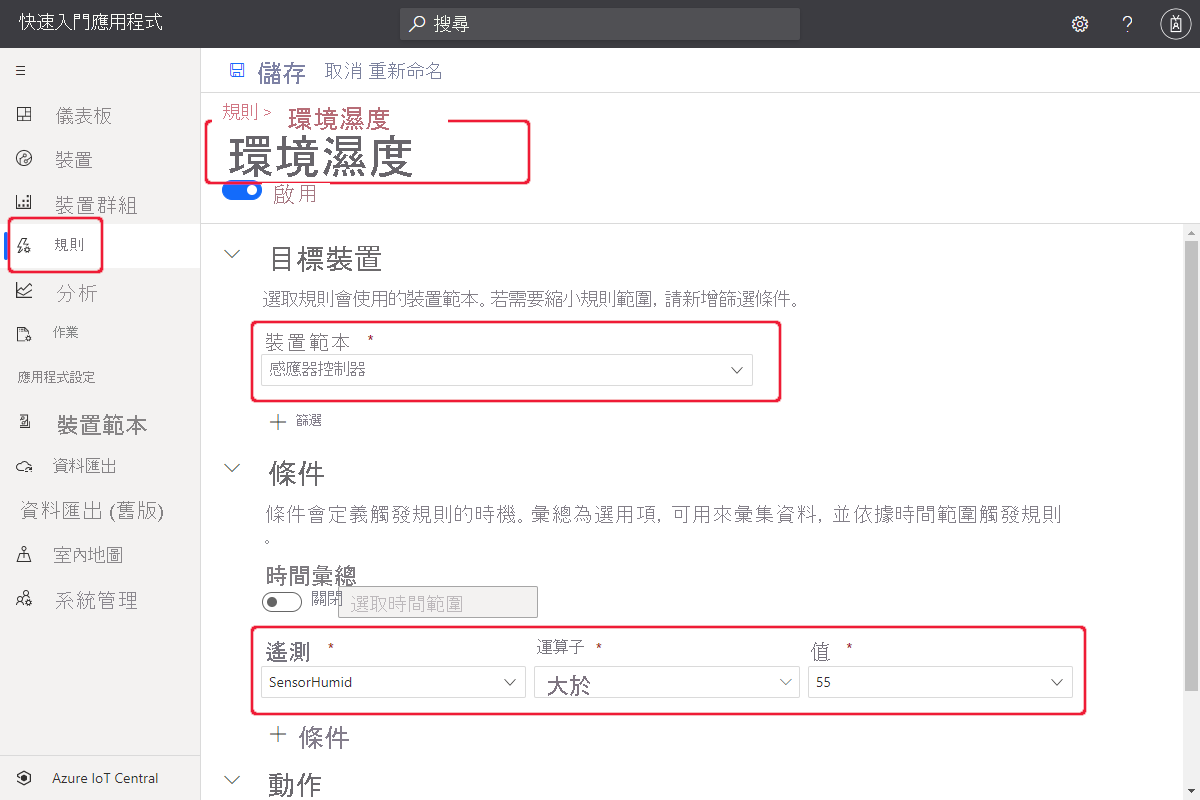 快速入門應用程式
搜尋
?
儀表板
裝置
裝置群組
規則
分析
作業
應用程式設定
裝置範本
資料匯出
資料匯出 (舊版)
室內地圖
系統管理
Azure IoT Central
儲存 取消 重新命名
規則 > 環境濕度
環境濕度
啟用
目標裝置
選取規則會使用的裝置範本。若需要縮小規則範圍, 請新增篩選條件。
裝置範本 *
感應器控制器
篩選
條件
條件會定義觸發規則的時機。彙總為選用項, 可用來彙集資料, 並依據時間範圍觸發規則
。
時間彙總
關閉 選取時間範圍
遙測 * 運算子 * 值 *
SensorHumid 大於 55
條件
動作